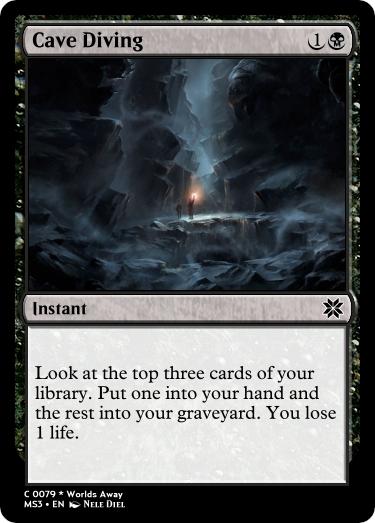 Cave Diving 1
Instant
Look at the top three cards of your
library. Put one into your hand and
the rest into your graveyard. You lose
1 life.
C 0079 * Worlds Away
MS3 • EN Nele Diel